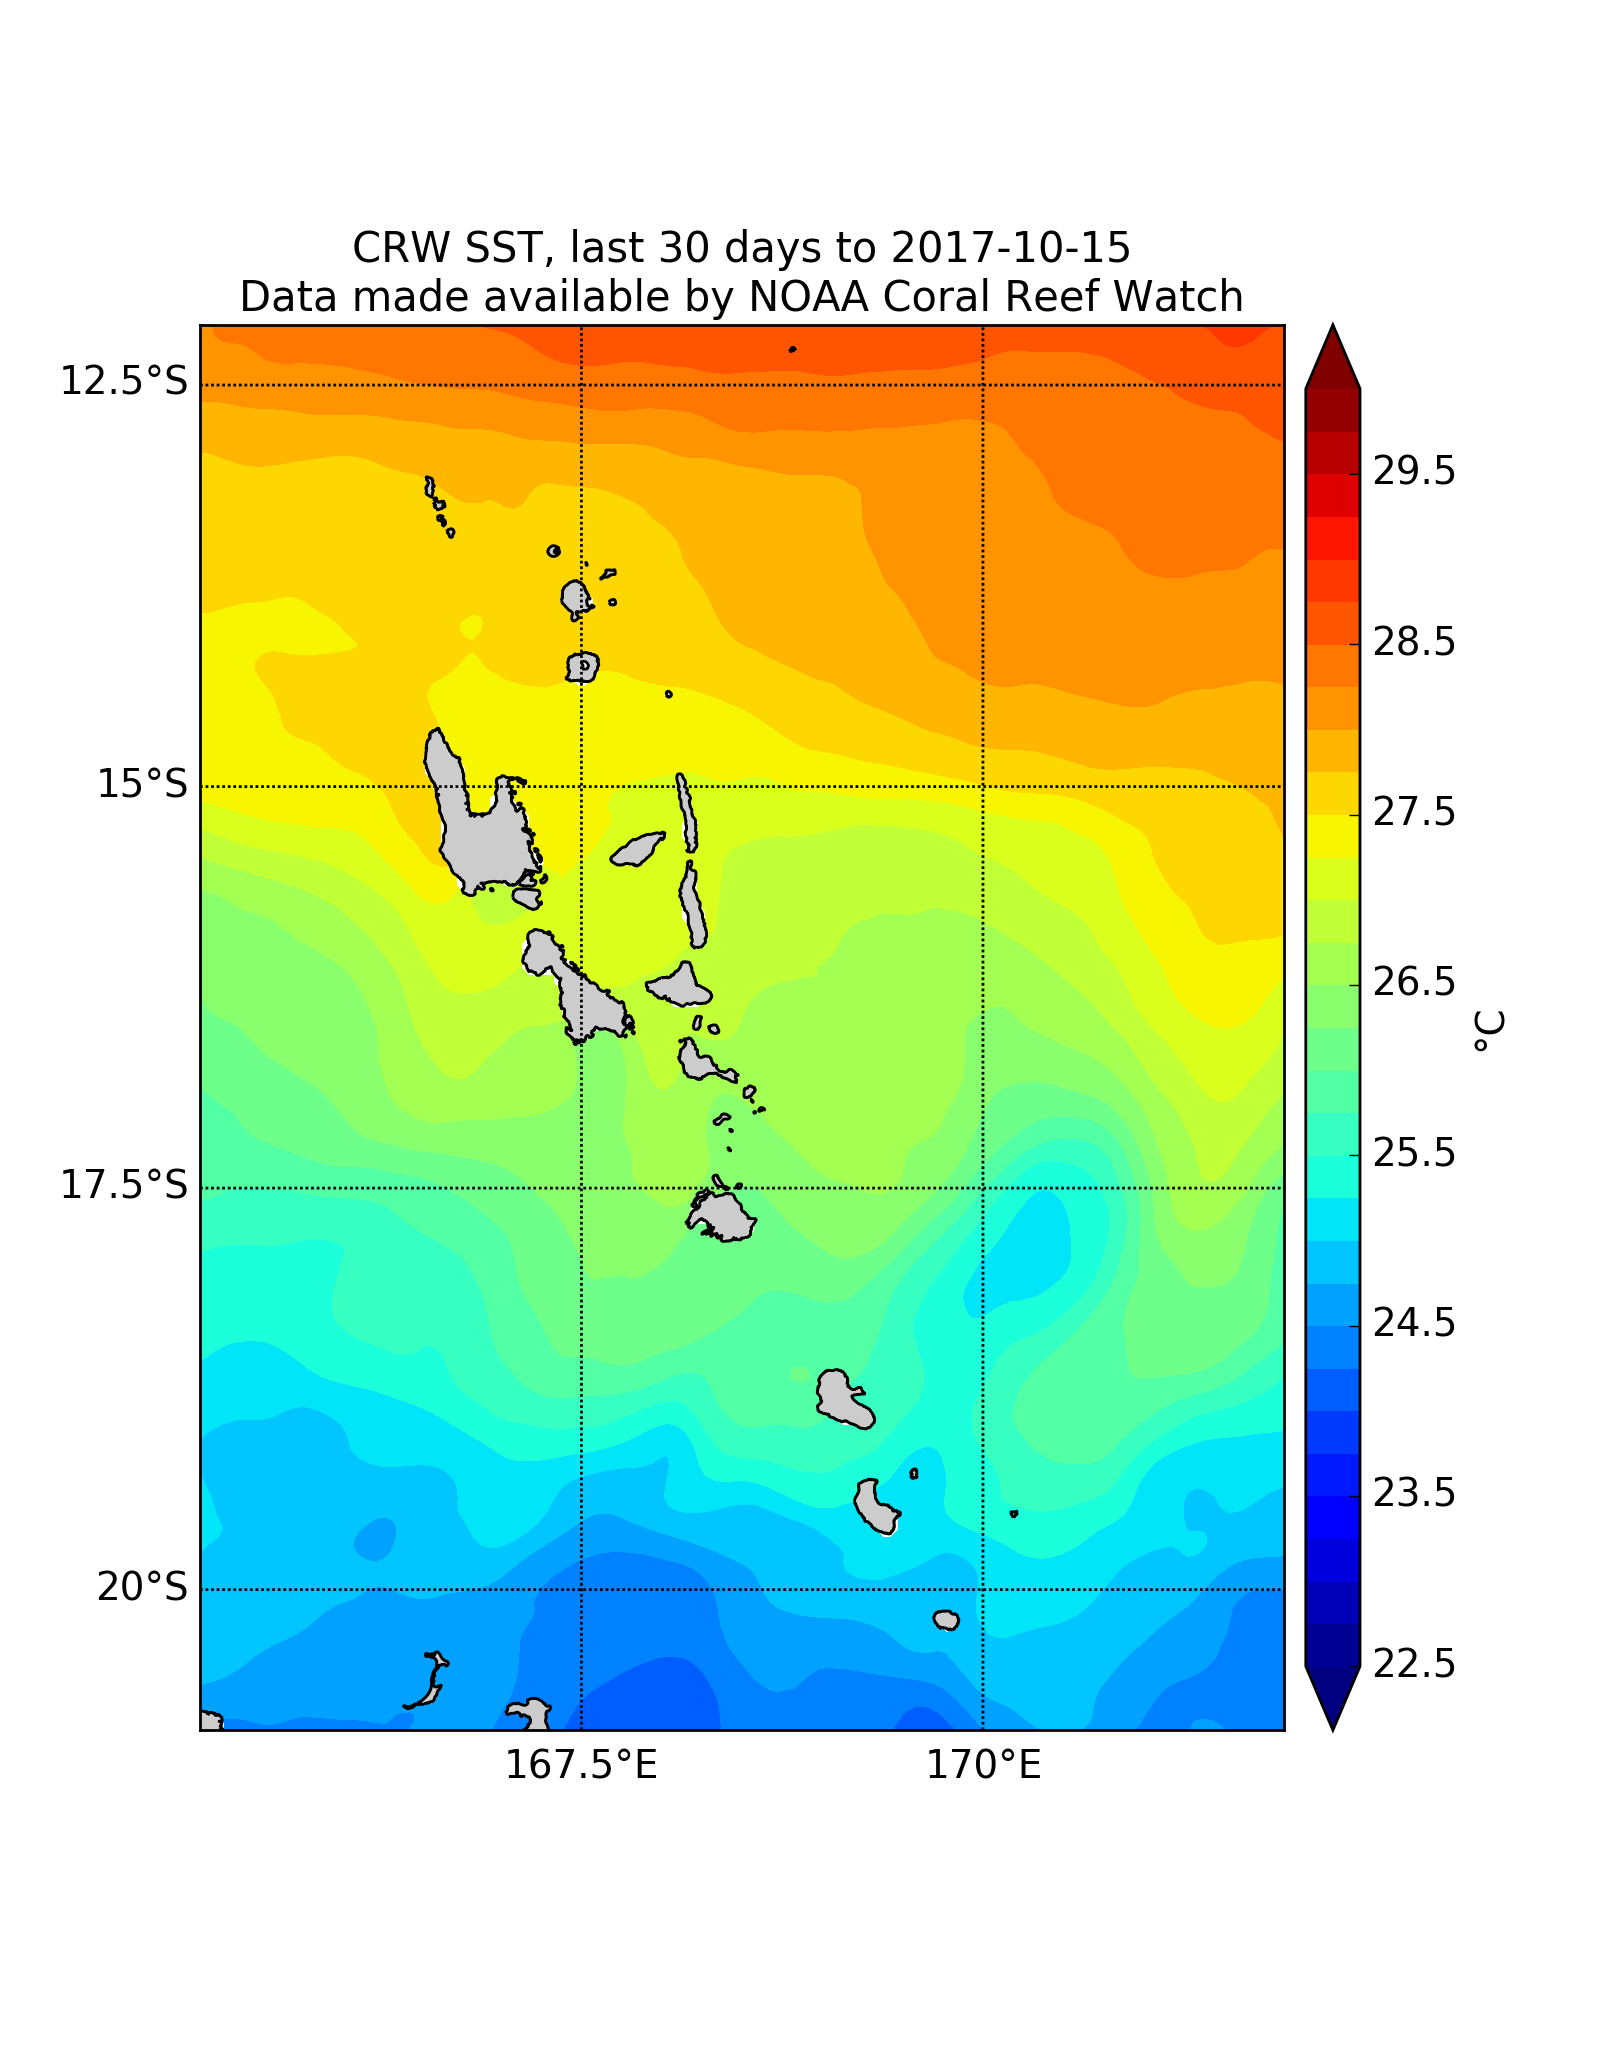 CRW SST, last 30 days to 2017-10-15
Data made available by NOAA Coral Reef Watch
12.5°S
15°S
17.5°S
20°S
167.5°E
170°E
29.5
28.5
27.5
26.5
25.5
24.5
23.5
22.5
°C